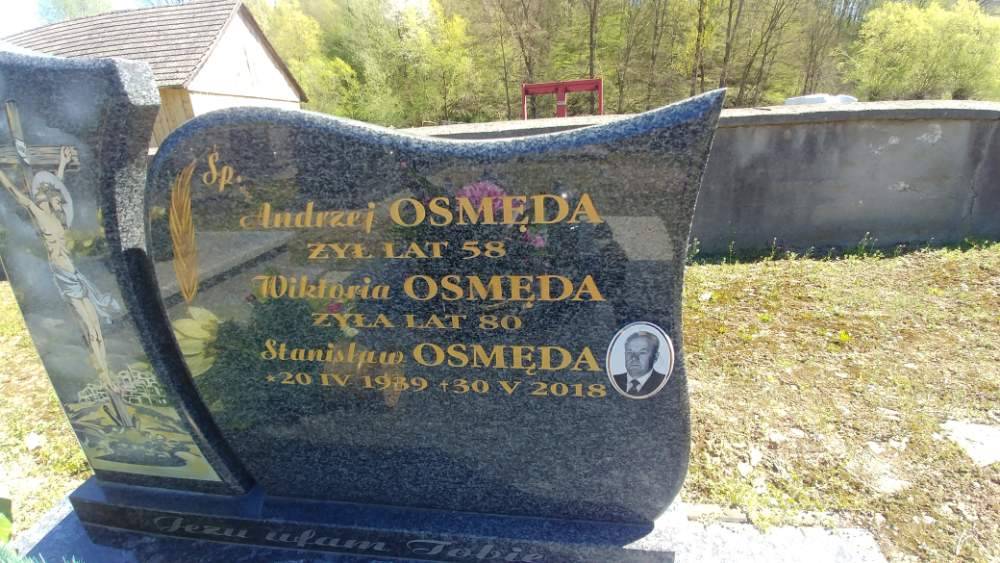 Śp.
Andrzej OSMĘDA
ŻYŁ LAT 58
Wiktoria OSMĘDA
ŻYŁA LAT 80
Stanisław OSMĘDA
*20 IV 1939 +30 V 2018
Jezu ufam Tobie